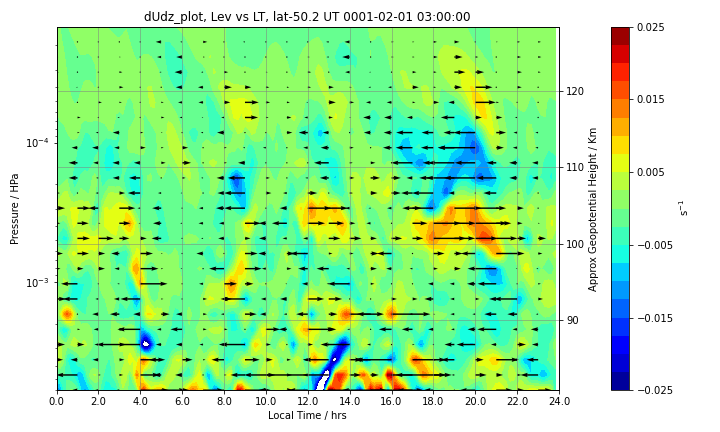 dUdz_plot, Lev vs LT, lat-50.2 UT 0001-02-01 03:00:00
Pressure / HPa
10⁻⁴
10⁻³
0.0 2.0 4.0 6.0 8.0 10.0 12.0 14.0 16.0 18.0 20.0 22.0 24.0
Local Time / hrs
120
110
100
90
Approx Geopotential Height / Km
0.025
0.015
0.005
−0.005
−0.015
−0.025
s⁻¹